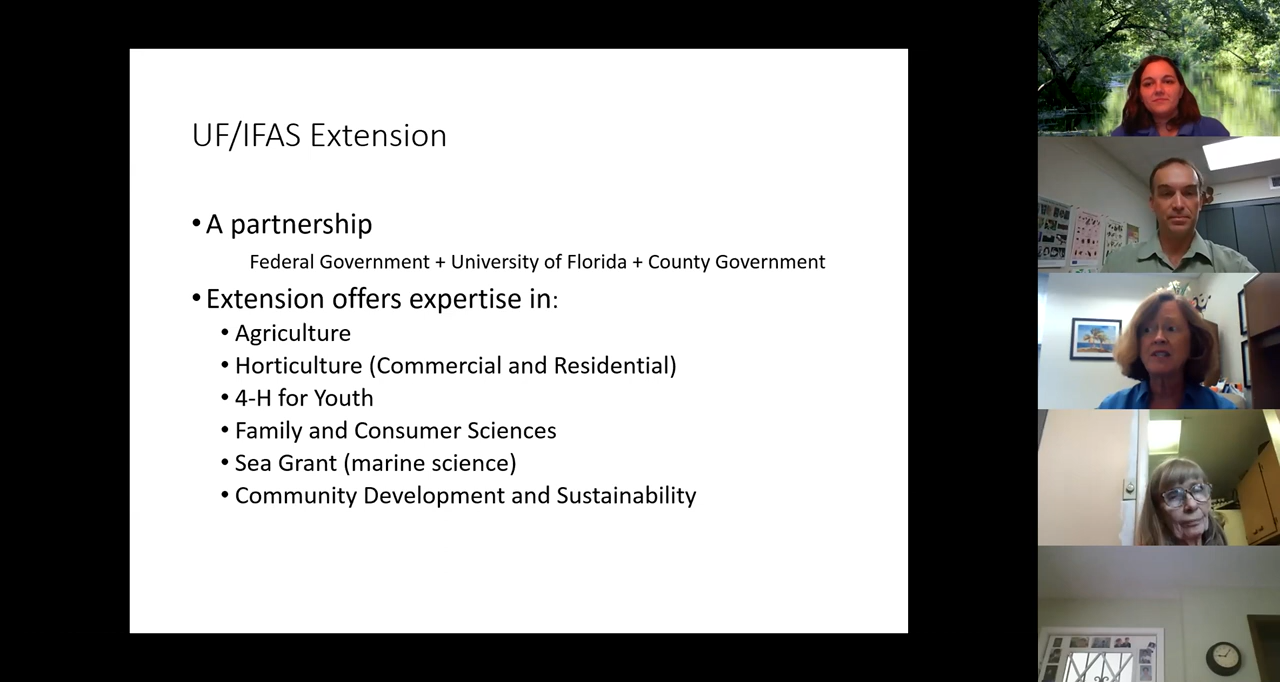 UF/IFAS Extension
• A partnership
Federal Government + University of Florida + County Government
• Extension offers expertise in:
• Agriculture
• Horticulture (Commercial and Residential)
• 4-H for Youth
• Family and Consumer Sciences
• Sea Grant (marine science)
• Community Development and Sustainability